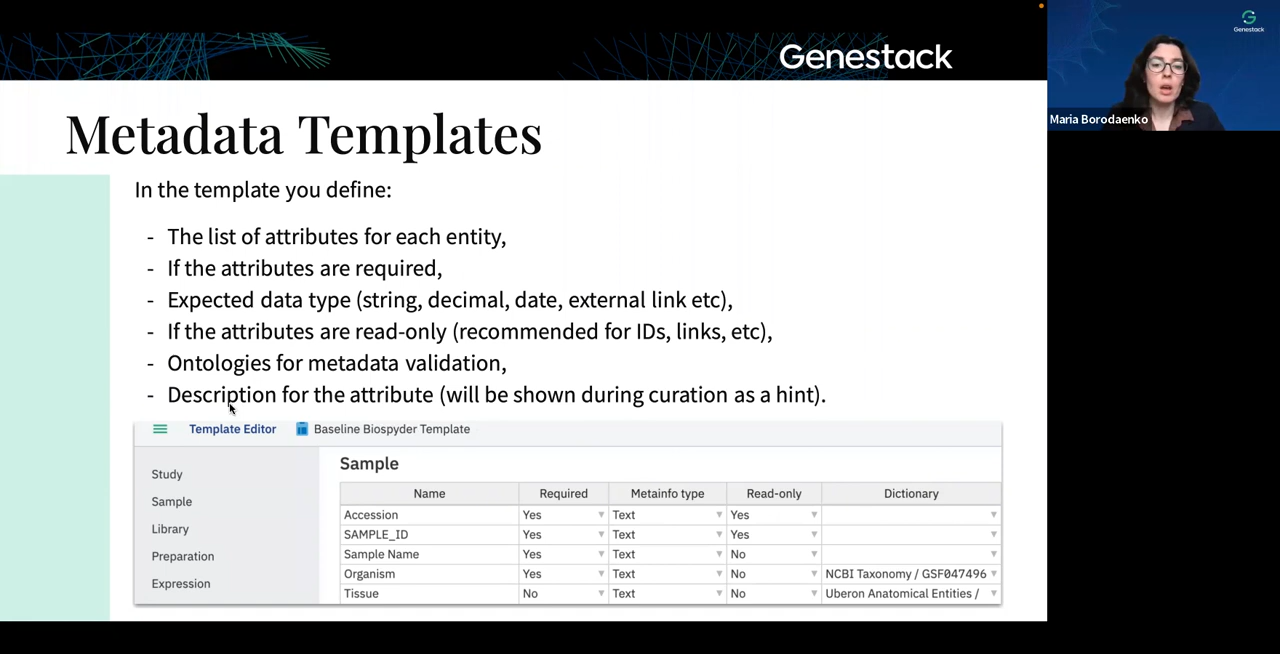 Genestack
Genestack
Maria Borodaenko
Metadata Templates
In the template you define:
- The list of attributes for each entity,
- If the attributes are required,
- Expected data type (string, decimal, date, external link etc),
- If the attributes are read-only (recommended for IDs, links, etc),
- Ontologies for metadata validation,
- Description for the attribute (will be shown during curation as a hint).
Template Editor Baseline Biospyder Template
Study
Sample
Library
Preparation
Expression
Sample
Name Required Metainfo type Read-only Dictionary
Accession Yes Text Yes
SAMPLE_ID Yes Text Yes
Sample Name Yes Text No
Organism Yes Text No NCBI Taxonomy / GSF047496
Tissue No Text No Uberon Anatomical Entities /